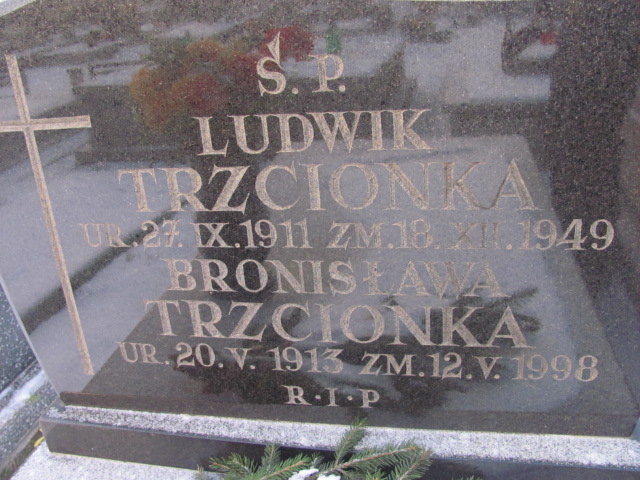 Ś. P.
LUDWIK
TRZCIONKA
UR. 27. IX. 1911 ZM. 18. XII. 1949
BRONISŁAWA
TRZCIONKA
UR. 20. V. 1913 ZM. 12. V. 1998
R·I·P